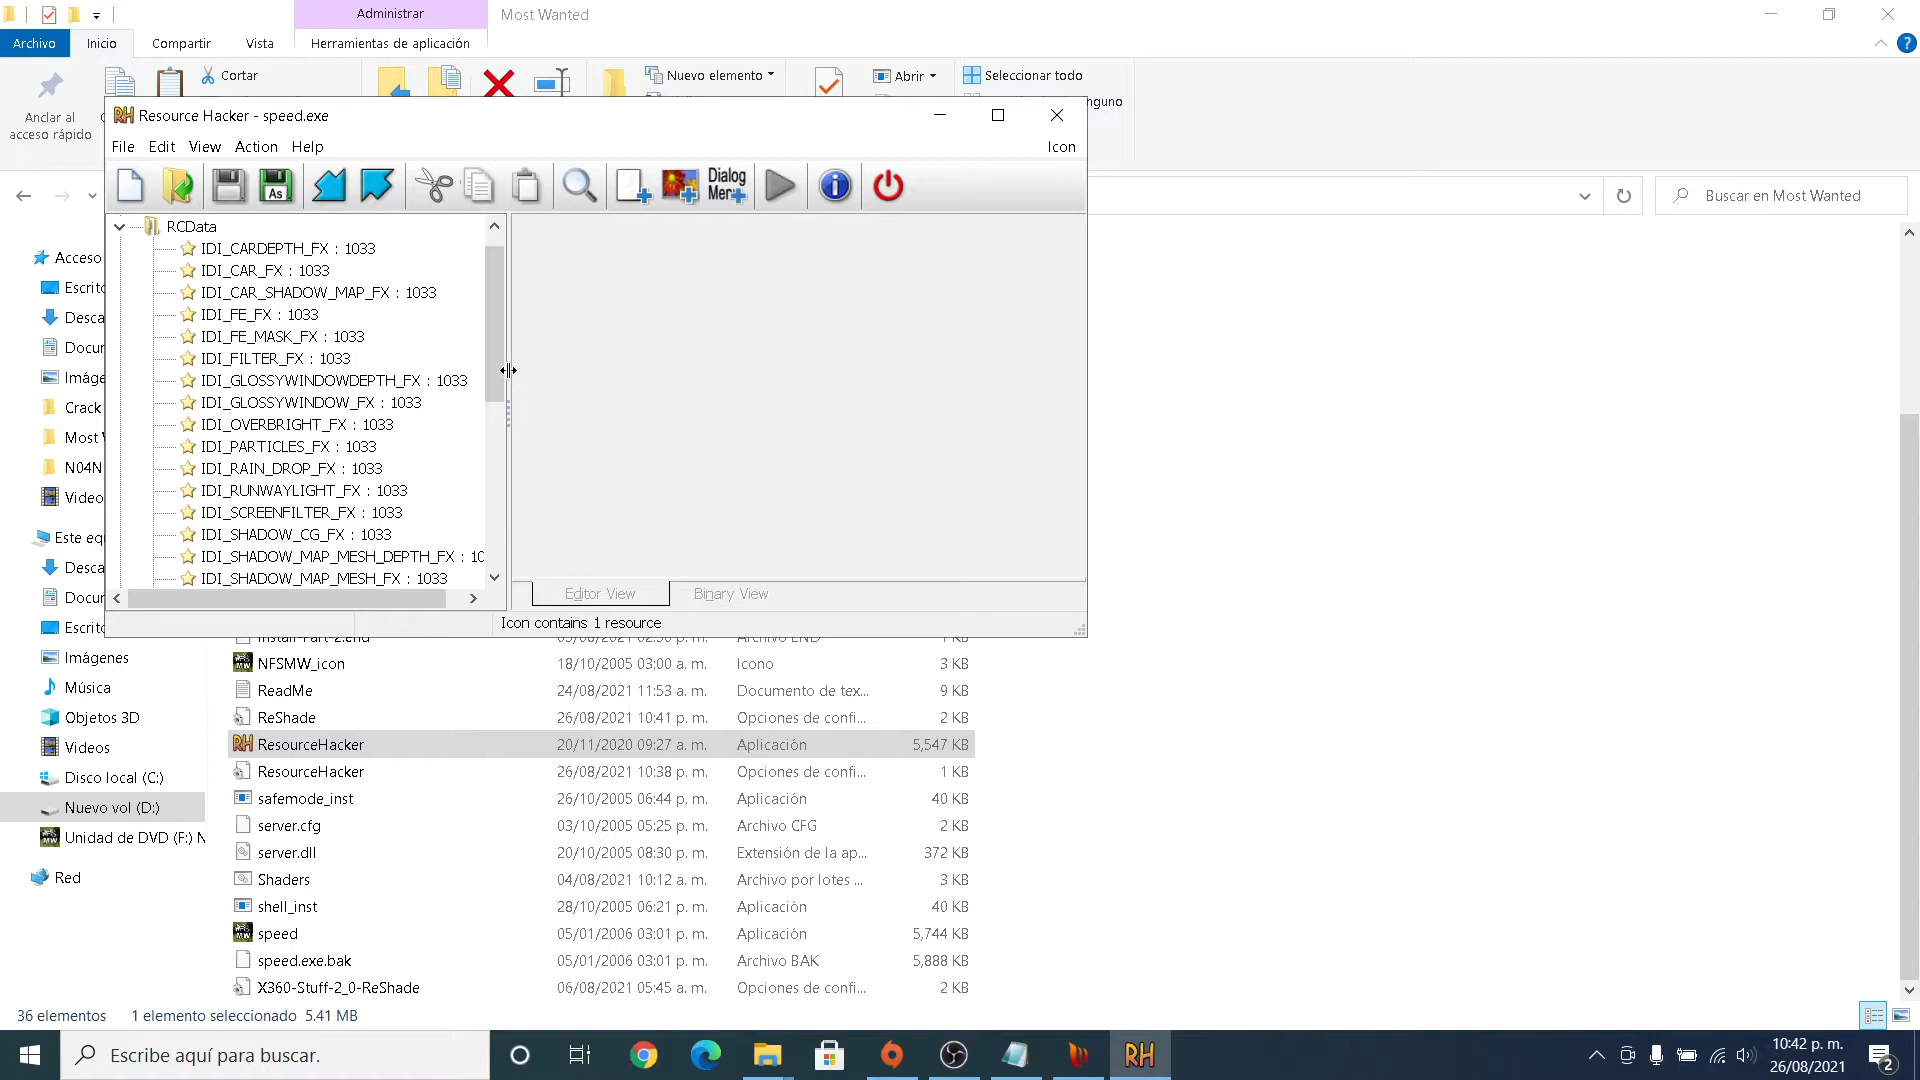 Administrar
Most Wanted
Archivo
Inicio
Compartir
Vista
Herramientas de aplicación
Anclar al
acceso rápido
Cortar
Nuevo elemento
Abrir
Seleccionar todo
Resource Hacker - speed.exe
File Edit View Action Help
Icon
As
Dialog
Menu
Buscar en Most Wanted
RCData
IDI_CARDEPTH_FX : 1033
IDI_CAR_FX : 1033
IDI_CAR_SHADOW_MAP_FX : 1033
IDI_FE_FX : 1033
IDI_FE_MASK_FX : 1033
IDI_FILTER_FX : 1033
IDI_GLOSSYWINDOWDEPTH_FX : 1033
IDI_GLOSSYWINDOW_FX : 1033
IDI_OVERBRIGHT_FX : 1033
IDI_PARTICLES_FX : 1033
IDI_RAIN_DROP_FX : 1033
IDI_RUNWAYLIGHT_FX : 1033
IDI_SCREENFILTER_FX : 1033
IDI_SHADOW_CG_FX : 1033
IDI_SHADOW_MAP_MESH_DEPTH_FX : 10
IDI_SHADOW_MAP_MESH_FX : 1033
Editor View
Binary View
Icon contains 1 resource
Acceso
Escrito
Desca
Docur
Imáge
Crack
Most
N04N
Video
Este equ
Desca
Docur
Escrito
Imágenes
Música
Objetos 3D
Videos
Disco local (C:)
Nuevo vol (D:)
Unidad de DVD (F:) N
Red
NFSMW_icon 18/10/2005 03:00 a. m. Icono 3 KB
ReadMe 24/08/2021 11:53 a. m. Documento de tex... 9 KB
ReShade 26/08/2021 10:41 p. m. Opciones de confi... 2 KB
ResourceHacker 20/11/2020 09:27 a. m. Aplicación 5,547 KB
ResourceHacker 26/08/2021 10:38 p. m. Opciones de confi... 1 KB
safemode_inst 26/10/2005 06:44 p. m. Aplicación 40 KB
server.cfg 03/10/2005 05:25 p. m. Archivo CFG 2 KB
server.dll 20/10/2005 08:30 p. m. Extensión de la ap... 372 KB
Shaders 04/08/2021 10:12 a. m. Archivo por lotes ... 3 KB
shell_inst 28/10/2005 06:21 p. m. Aplicación 40 KB
speed 05/01/2006 03:01 p. m. Aplicación 5,744 KB
speed.exe.bak 05/01/2006 03:01 p. m. Archivo BAK 5,888 KB
X360-Stuff-2_0-ReShade 06/08/2021 05:45 a. m. Opciones de confi... 2 KB
36 elementos 1 elemento seleccionado 5.41 MB
Escribe aquí para buscar.
10:42 p. m.
26/08/2021
2